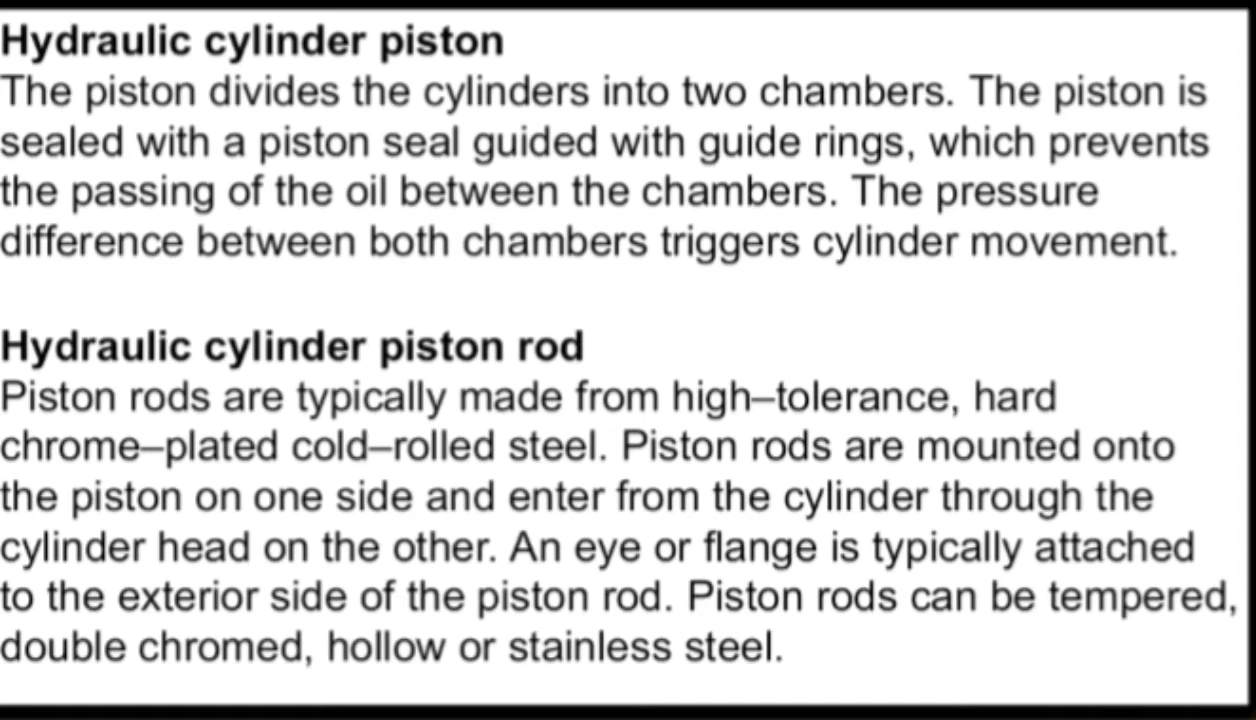 Hydraulic cylinder piston
The piston divides the cylinders into two chambers. The piston is
sealed with a piston seal guided with guide rings, which prevents
the passing of the oil between the chambers. The pressure
difference between both chambers triggers cylinder movement.
Hydraulic cylinder piston rod
Piston rods are typically made from high–tolerance, hard
chrome–plated cold–rolled steel. Piston rods are mounted onto
the piston on one side and enter from the cylinder through the
cylinder head on the other. An eye or flange is typically attached
to the exterior side of the piston rod. Piston rods can be tempered,
double chromed, hollow or stainless steel.